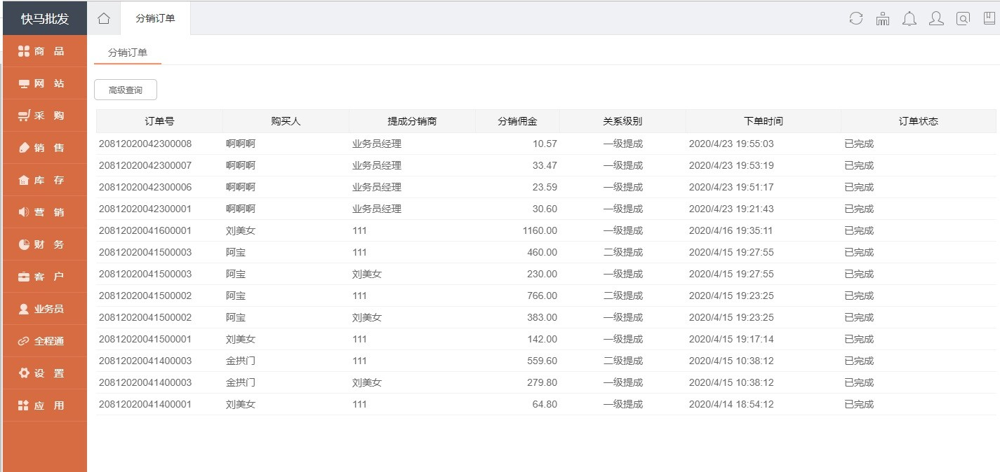 快马批发
分销订单
商 品
网 站
采 购
销 售
库 存
营 销
财 务
客 户
业务员
全程通
设 置
应 用
分销订单
高级查询
订单号 购买人 提成分销商 分销佣金 关系级别 下单时间 订单状态
20812020042300008 啊啊啊 业务员经理 10.57 一级提成 2020/4/23 19:55:03 已完成
20812020042300007 啊啊啊 业务员经理 33.47 一级提成 2020/4/23 19:53:19 已完成
20812020042300006 啊啊啊 业务员经理 23.59 一级提成 2020/4/23 19:51:17 已完成
20812020042300001 啊啊啊 业务员经理 30.60 一级提成 2020/4/23 19:21:43 已完成
20812020041600001 刘美女 111 1160.00 一级提成 2020/4/16 19:35:11 已完成
20812020041500003 阿宝 111 460.00 二级提成 2020/4/15 19:27:55 已完成
20812020041500003 阿宝 刘美女 230.00 一级提成 2020/4/15 19:27:55 已完成
20812020041500002 阿宝 111 766.00 二级提成 2020/4/15 19:23:25 已完成
20812020041500002 阿宝 刘美女 383.00 一级提成 2020/4/15 19:23:25 已完成
20812020041500001 刘美女 111 142.00 一级提成 2020/4/15 19:17:14 已完成
20812020041400003 金拱门 111 559.60 二级提成 2020/4/15 10:38:12 已完成
20812020041400003 金拱门 刘美女 279.80 一级提成 2020/4/15 10:38:12 已完成
20812020041400001 刘美女 111 64.80 一级提成 2020/4/14 18:54:12 已完成